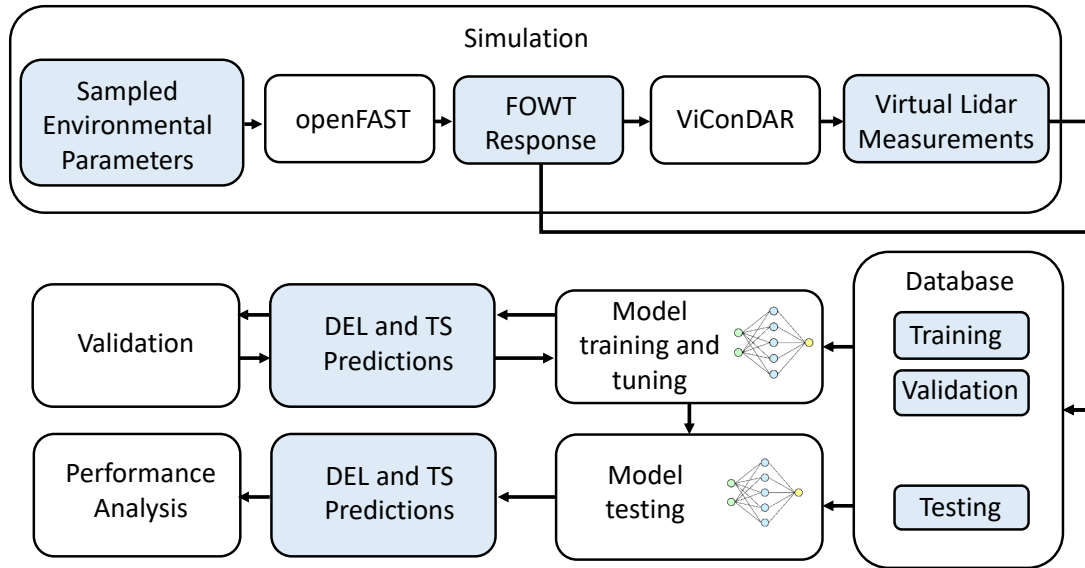 Simulation
Sampled
Environmental
Parameters
openFAST
FOWT
Response
ViConDAR
Virtual Lidar
Measurements
Database
Training
Validation
Testing
Model
training and
tuning
DEL and TS
Predictions
Validation
Model
testing
DEL and TS
Predictions
Performance
Analysis